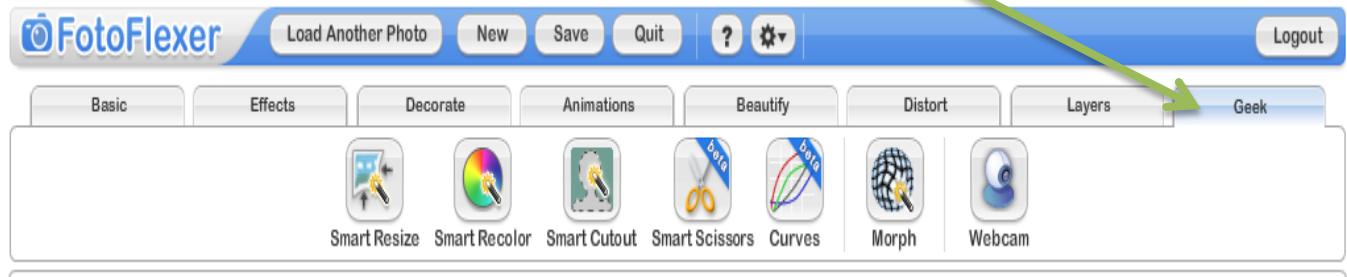 FotoFlexer Load Another Photo New Save Quit ? Logout
Basic Effects Decorate Animations Beautify Distort Layers Geek
beta beta
Smart Resize Smart Recolor Smart Cutout Smart Scissors Curves Morph Webcam